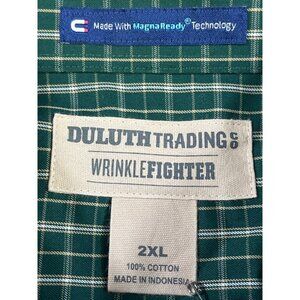 Made With MagnaReady® Technology
DULUTH TRADING CO
WRINKLEFIGHTER
2XL
100% COTTON
MADE IN INDONESIA